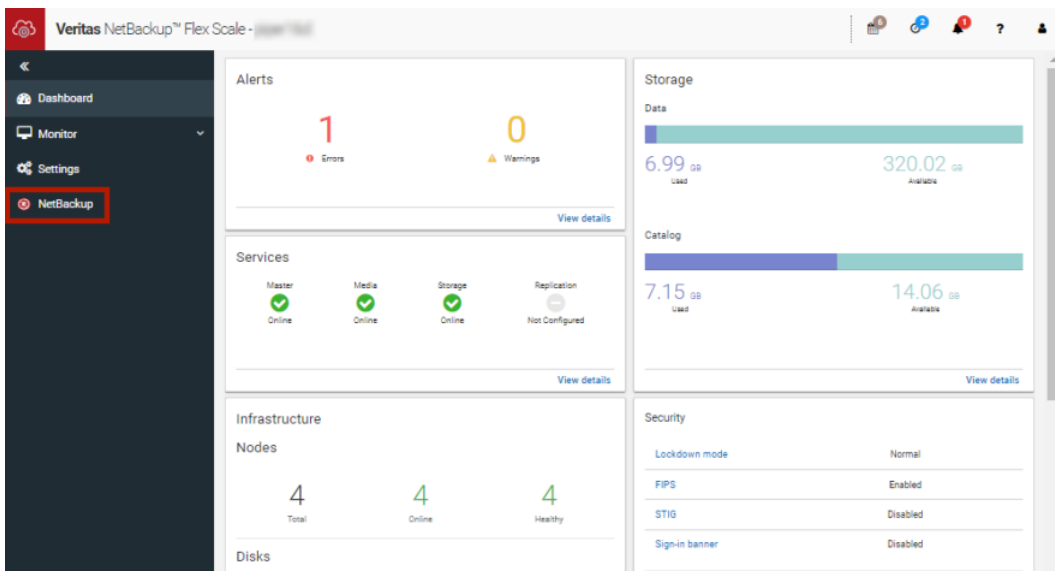 Veritas NetBackup™ Flex Scale -
6
2
1
?
«
Dashboard
Monitor
Settings
NetBackup
Alerts
1
Errors
0
Warnings
View details
Services
Master
Media
Storage
Replication
Online
Online
Online
Not Configured
View details
Infrastructure
Nodes
4
4
4
Total
Online
Healthy
Disks
Storage
Data
6.99 GB
320.02 GB
Used
Available
Catalog
7.15 GB
14.06 GB
Used
Available
View details
Security
Lockdown mode Normal
FIPS Enabled
STIG Disabled
Sign-in banner Disabled